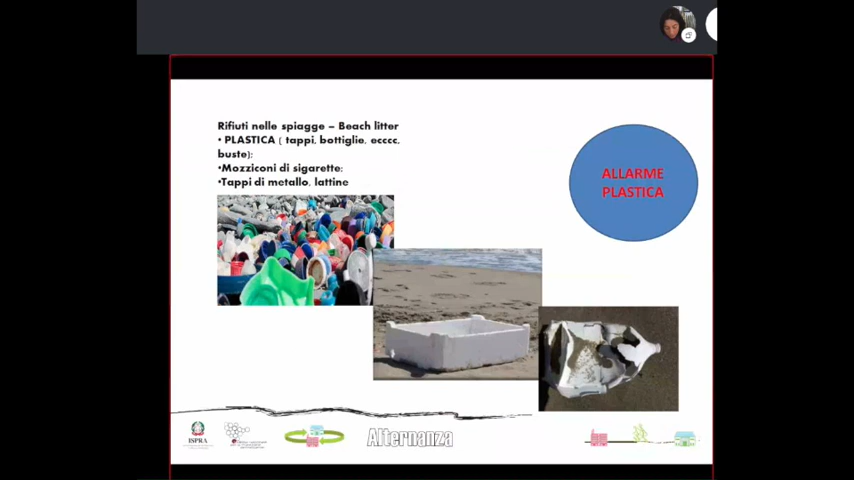 Rifiuti nelle spiagge – Beach litter
• PLASTICA ( tappi, bottiglie, ecccc,
buste);
•Mozziconi di sigarette;
•Tappi di metallo, lattine
ALLARME
PLASTICA
ISPRA
Alternanza